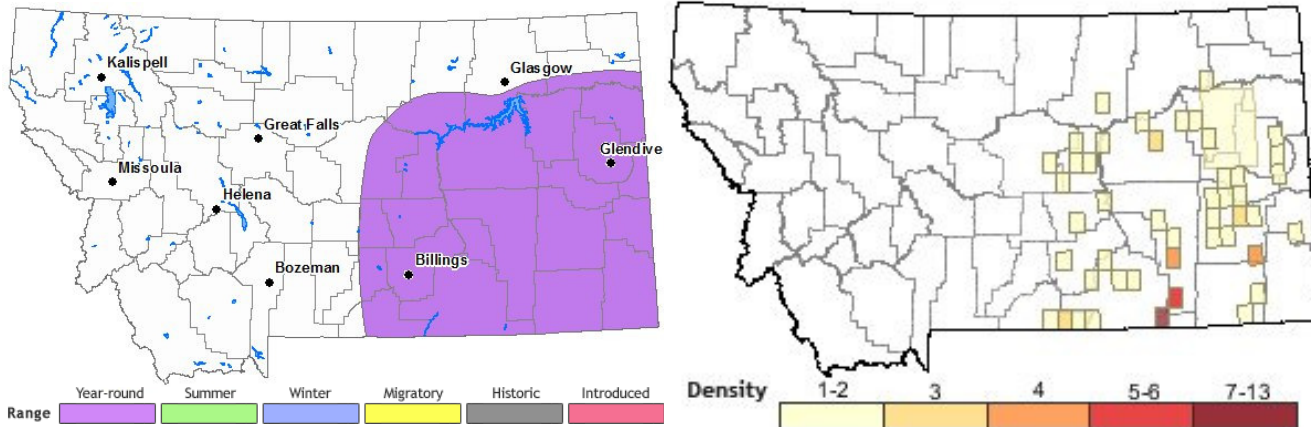 Kalispell
Glasgow
Great Falls
Glendive
Missoula
Helena
Billings
Bozeman
Year-round Summer Winter Migratory Historic Introduced
Range
Density 1-2 3 4 5-6 7-13